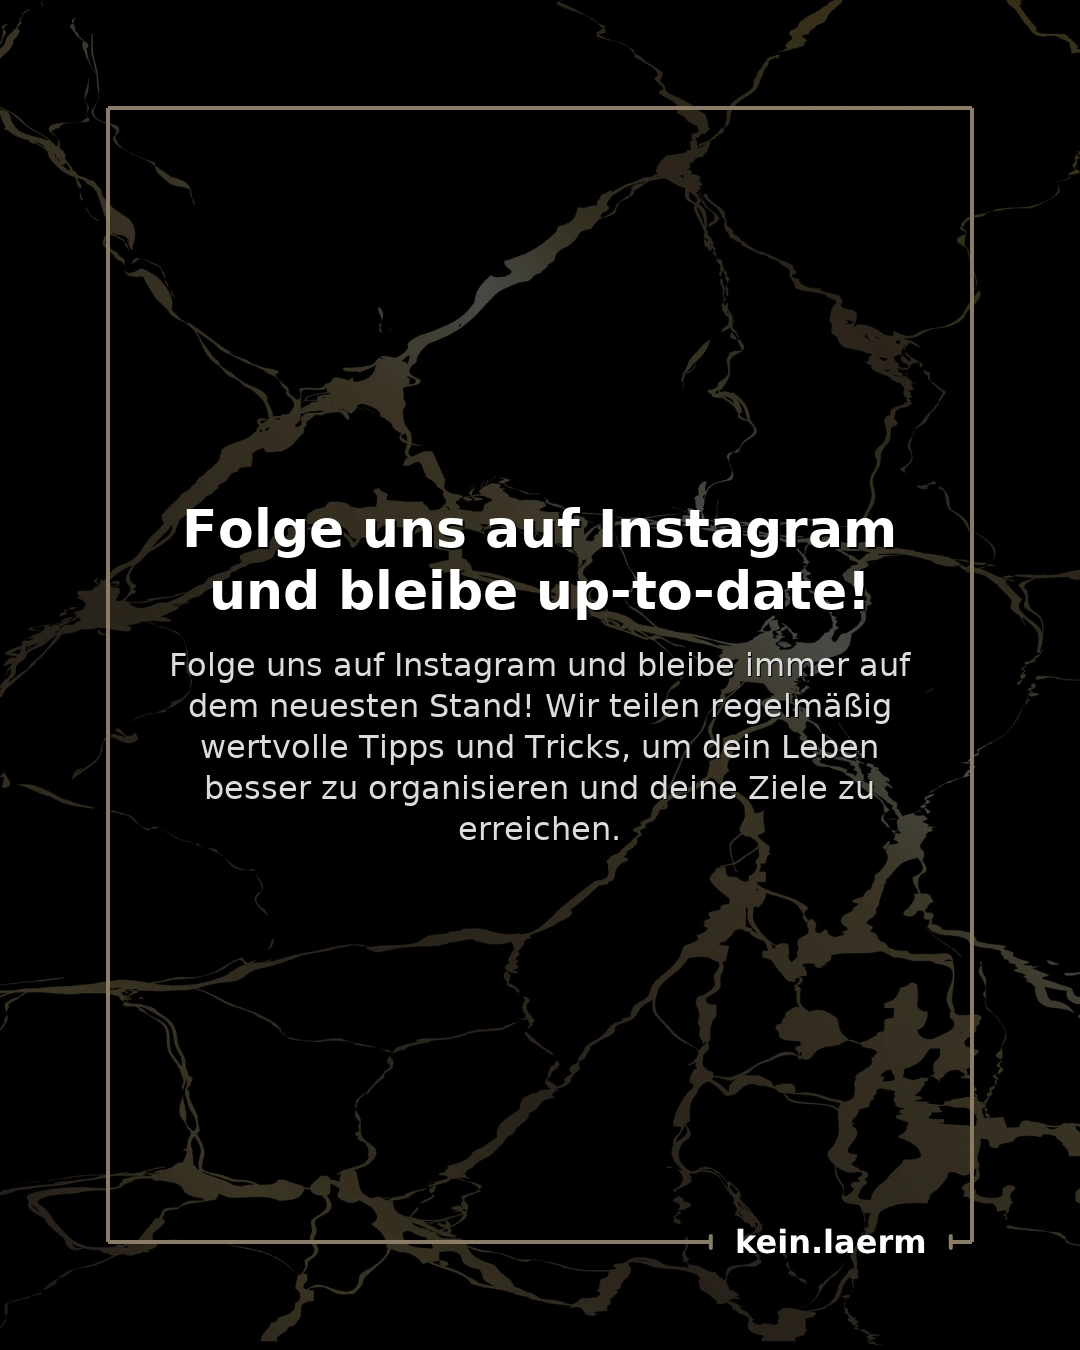 Folge uns auf Instagram
und bleibe up-to-date!
Folge uns auf Instagram und bleibe immer auf
dem neuesten Stand! Wir teilen regelmäßig
wertvolle Tipps und Tricks, um dein Leben
besser zu organisieren und deine Ziele zu
erreichen.
kein.laerm